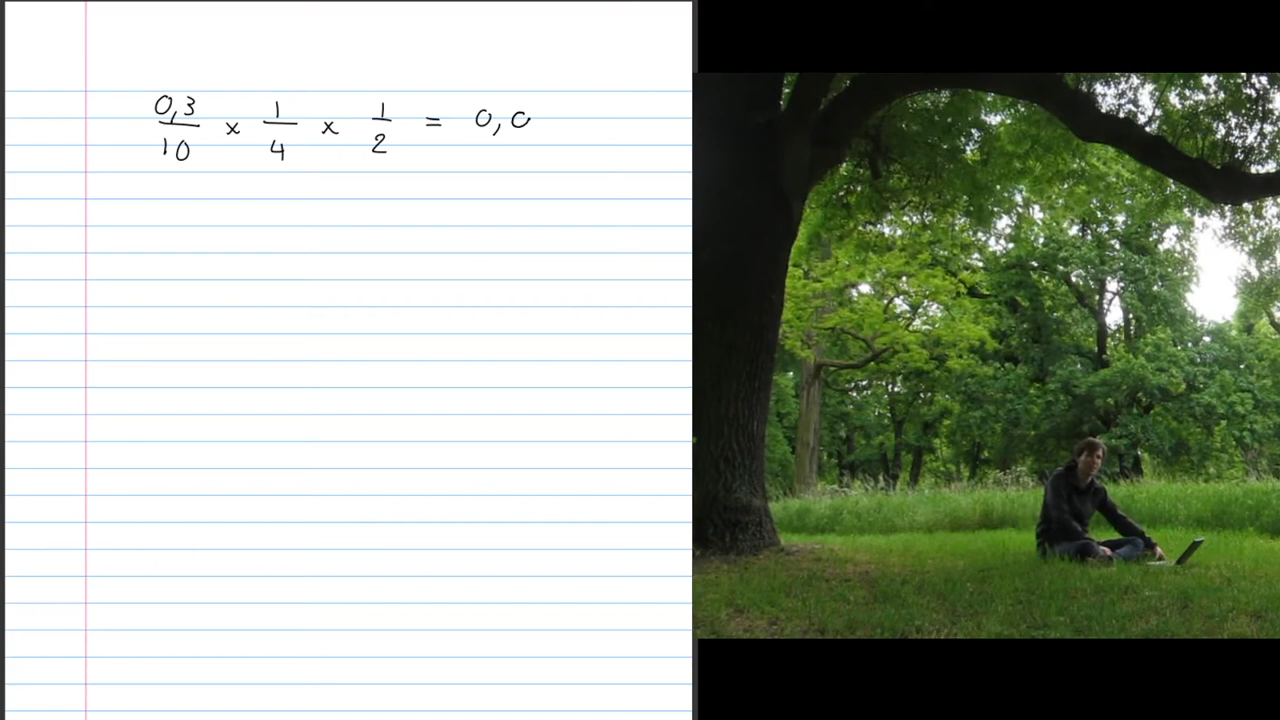 0,3/10 x 1/4 x 1/2 = 0,0